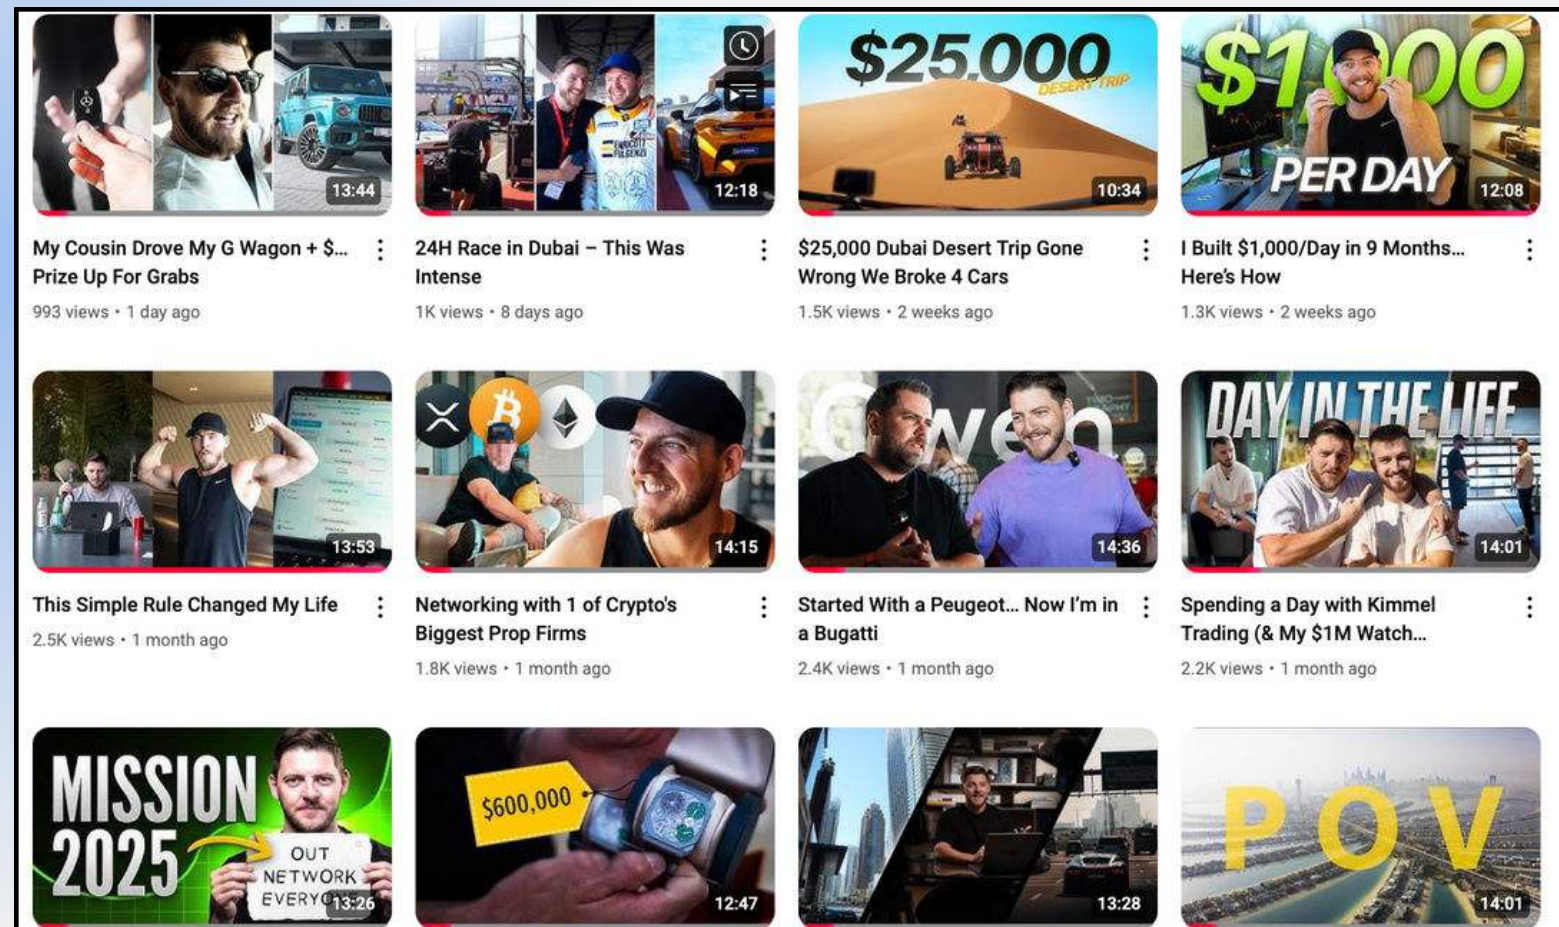 13:44
ENRICO FULGENZI
12:18
$25,000
DESERT TRIP
10:34
$1,000
PER DAY
12:08
My Cousin Drove My G Wagon + $...
Prize Up For Grabs
993 views • 1 day ago
24H Race in Dubai – This Was
Intense
1K views • 8 days ago
$25,000 Dubai Desert Trip Gone
Wrong We Broke 4 Cars
1.5K views • 2 weeks ago
I Built $1,000/Day in 9 Months...
Here's How
1.3K views • 2 weeks ago
13:53
14:15
Owen.
14:36
DAY IN THE LIFE
14:01
This Simple Rule Changed My Life
2.5K views • 1 month ago
Networking with 1 of Crypto's
Biggest Prop Firms
1.8K views • 1 month ago
Started With a Peugeot... Now I'm in
a Bugatti
2.4K views • 1 month ago
Spending a Day with Kimmel
Trading (& My $1M Watch...
2.2K views • 1 month ago
MISSION
2025
OUT
NETWORK
EVERYONE
13:26
$600,000
12:47
13:28
POV
14:01